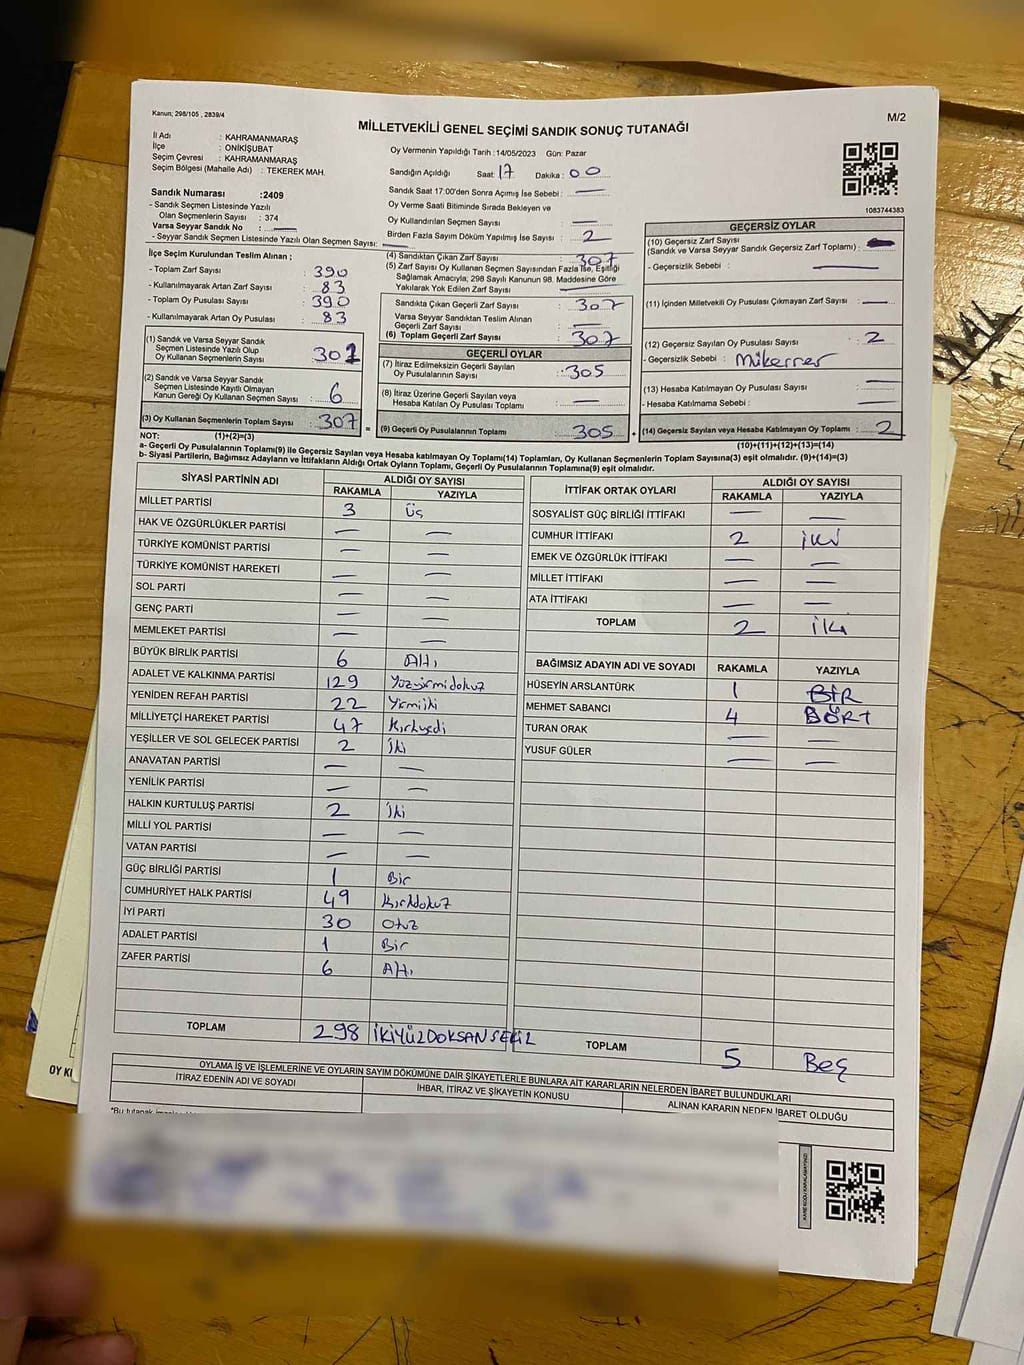 Kanun; 298/105 , 2839/4
M/2
MİLLETVEKİLİ GENEL SEÇİMİ SANDIK SONUÇ TUTANAĞI
İl Adı : KAHRAMANMARAŞ
İlçe : ONİKİŞUBAT
Seçim Çevresi : KAHRAMANMARAŞ
Seçim Bölgesi (Mahalle Adı) : TEKEREK MAH.
Sandık Numarası :2409
- Sandık Seçmen Listesinde Yazılı
Olan Seçmenlerin Sayısı : 374
Varsa Seyyar Sandık No : —
- Seyyar Sandık Seçmen Listesinde Yazılı Olan Seçmen Sayısı: —
Oy Vermenin Yapıldığı Tarih : 14/05/2023 Gün: Pazar
Sandığın Açıldığı Saat : 17 Dakika : 00
Sandık Saat 17:00'den Sonra Açımış İse Sebebi : —
Oy Verme Saati Bitiminde Sırada Bekleyen ve
Oy Kullandırılan Seçmen Sayısı : —
Birden Fazla Sayım Döküm Yapılmış İse Sayısı : 2
1083744383
İlçe Seçim Kurulundan Teslim Alınan ;
- Toplam Zarf Sayısı : 390
- Kullanılmayarak Artan Zarf Sayısı : 83
- Toplam Oy Pusulası Sayısı : 390
- Kullanılmayarak Artan Oy Pusulası : 83
(1) Sandık ve Varsa Seyyar Sandık
Seçmen Listesinde Yazılı Olup
Oy Kullanan Seçmenlerin Sayısı : 301
(2) Sandık ve Varsa Seyyar Sandık
Seçmen Listesinde Kayıtlı Olmayan
Kanun Gereği Oy Kullanan Seçmen Sayısı : 6
(3) Oy Kullanan Seçmenlerin Toplam Sayısı : 307
(4) Sandıktan Çıkan Zarf Sayısı : 307
(5) Zarf Sayısı Oy Kullanan Seçmen Sayısından Fazla İse, Eşitliği
Sağlamak Amacıyla; 298 Sayılı Kanunun 98. Maddesine Göre
Yakılarak Yok Edilen Zarf Sayısı : —
Sandıkta Çıkan Geçerli Zarf Sayısı : 307
Varsa Seyyar Sandıktan Teslim Alınan
Geçerli Zarf Sayısı : —
(6) Toplam Geçerli Zarf Sayısı : 307
GEÇERLİ OYLAR
(7) İtiraz Edilmeksizin Geçerli Sayılan
Oy Pusulalarının Sayısı : 305
(8) İtiraz Üzerine Geçerli Sayılan veya
Hesaba Katılan Oy Pusulası Toplamı : —
= (9) Geçerli Oy Pusulalarının Toplamı : 305 +
GEÇERSİZ OYLAR
(10) Geçersiz Zarf Sayısı
(Sandık ve Varsa Seyyar Sandık Geçersiz Zarf Toplamı) : —
- Geçersizlik Sebebi : —
(11) İçinden Milletvekili Oy Pusulası Çıkmayan Zarf Sayısı : —
(12) Geçersiz Sayılan Oy Pusulası Sayısı : 2
- Geçersizlik Sebebi : Mükerrer
(13) Hesaba Katılmayan Oy Pusulası Sayısı : —
- Hesaba Katılmama Sebebi : —
(14) Geçersiz Sayılan veya Hesaba Katılmayan Oy Toplamı : 2
NOT: (1)+(2)=(3)
(10)+(11)+(12)+(13)=(14)
a- Geçerli Oy Pusulaları Toplamı(9) ile Geçersiz Sayılan veya Hesaba katılmayan Oy Toplamı(14) Toplamları, Oy Kullanan Seçmenlerin Toplam Sayısına(3) eşit olmalıdır. (9)+(14)=(3)
b- Siyasi Partilerin, Bağımsız Adayların ve İttifakların Aldığı Ortak Oyların Toplamı, Geçerli Oy Pusulalarının Toplamına(9) eşit olmalıdır.
SİYASİ PARTİNİN ADI ALDIĞI OY SAYISI
RAKAMLA YAZIYLA
MİLLET PARTİSİ 3 Üç
HAK VE ÖZGÜRLÜKLER PARTİSİ — —
TÜRKİYE KOMÜNİST PARTİSİ — —
TÜRKİYE KOMÜNİST HAREKETİ — —
SOL PARTİ — —
GENÇ PARTİ — —
MEMLEKET PARTİSİ — —
BÜYÜK BİRLİK PARTİSİ 6 Altı
ADALET VE KALKINMA PARTİSİ 129 Yüzyirmidokuz
YENİDEN REFAH PARTİSİ 22 Yirmiiki
MİLLİYETÇİ HAREKET PARTİSİ 47 Kırkyedi
YEŞİLLER VE SOL GELECEK PARTİSİ 2 İki
ANAVATAN PARTİSİ — —
YENİLİK PARTİSİ — —
HALKIN KURTULUŞ PARTİSİ 2 İki
MİLLİ YOL PARTİSİ — —
VATAN PARTİSİ — —
GÜÇ BİRLİĞİ PARTİSİ 1 Bir
CUMHURİYET HALK PARTİSİ 49 Kırkdokuz
İYİ PARTİ 30 Otuz
ADALET PARTİSİ 1 Bir
ZAFER PARTİSİ 6 Altı
TOPLAM 298 İKİYÜZDOKSANSEKİZ
İTTİFAK ORTAK OYLARI ALDIĞI OY SAYISI
RAKAMLA YAZIYLA
SOSYALİST GÜÇ BİRLİĞİ İTTİFAKI — —
CUMHUR İTTİFAKI 2 İki
EMEK VE ÖZGÜRLÜK İTTİFAKI — —
MİLLET İTTİFAKI — —
ATA İTTİFAKI — —
TOPLAM 2 İki
BAĞIMSIZ ADAYIN ADI VE SOYADI RAKAMLA YAZIYLA
HÜSEYİN ARSLANTÜRK 1 BİR
MEHMET SABANCI 4 DÖRT
TURAN ORAK — —
YUSUF GÜLER — —
TOPLAM 5 Beş
OYLAMA İŞ VE İŞLEMLERİNE VE OYLARIN SAYIM DÖKÜMÜNE DAİR ŞİKAYETLERLE BUNLARA AİT KARARLARIN NELERDEN İBARET BULUNDUKLARI
İTİRAZ EDENİN ADI VE SOYADI İHBAR, İTİRAZ VE ŞİKAYETİN KONUSU ALINAN KARARIN NEDEN İBARET OLDUĞU
OY